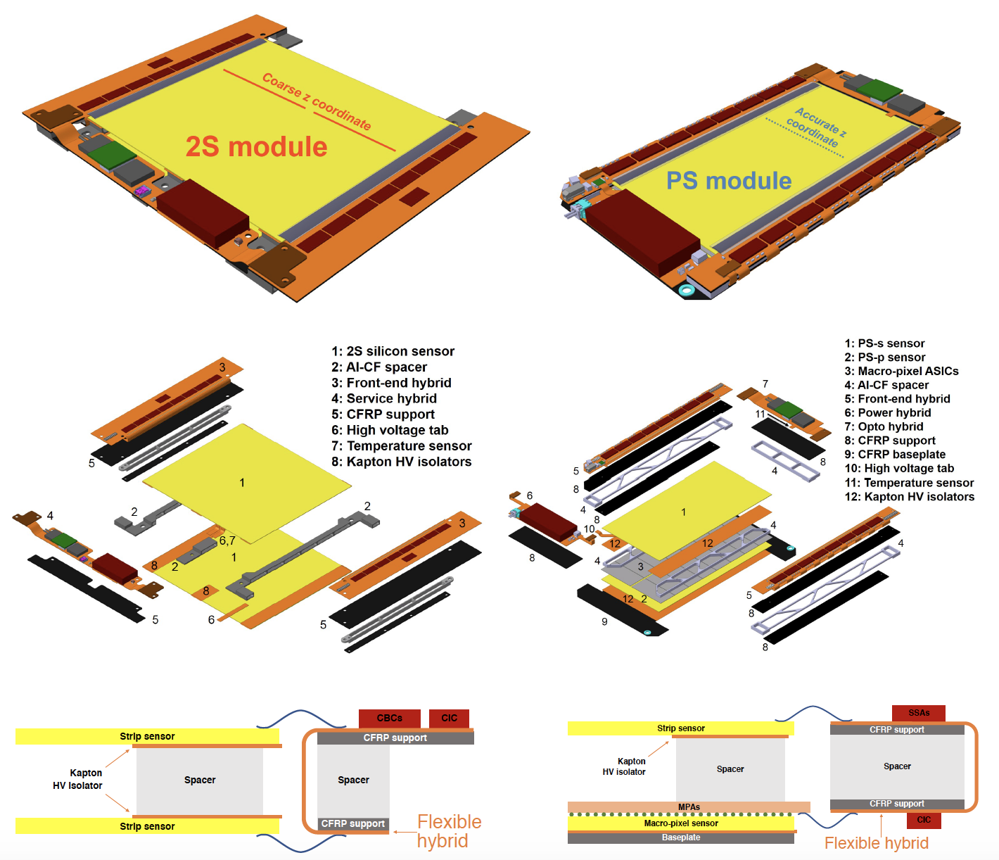 Coarse z coordinate
2S module
Accurate z
coordinate
PS module
1: 2S silicon sensor
2: Al-CF spacer
3: Front-end hybrid
4: Service hybrid
5: CFRP support
6: High voltage tab
7: Temperature sensor
8: Kapton HV isolators
3
5
1
2
2
4
3
6,7
1
8
2
8
6
5
5
1: PS-s sensor
2: PS-p sensor
3: Macro-pixel ASICs
4: Al-CF spacer
5: Front-end hybrid
6: Power hybrid
7: Opto hybrid
8: CFRP support
9: CFRP baseplate
10: High voltage tab
11: Temperature sensor
12: Kapton HV isolators
7
11
8
4
5
8
4
8
6
1
10
4
12
12
8
4
3
4
12
2
5
8
9
8
CBCs
CIC
Strip sensor
CFRP support
Kapton
HV Isolator
Spacer
Spacer
Strip sensor
CFRP support
Flexible
hybrid
SSAs
Strip sensor
CFRP support
Kapton
HV isolator
Spacer
Spacer
MPAs
CFRP support
Macro-pixel sensor
CIC
Baseplate
Flexible hybrid